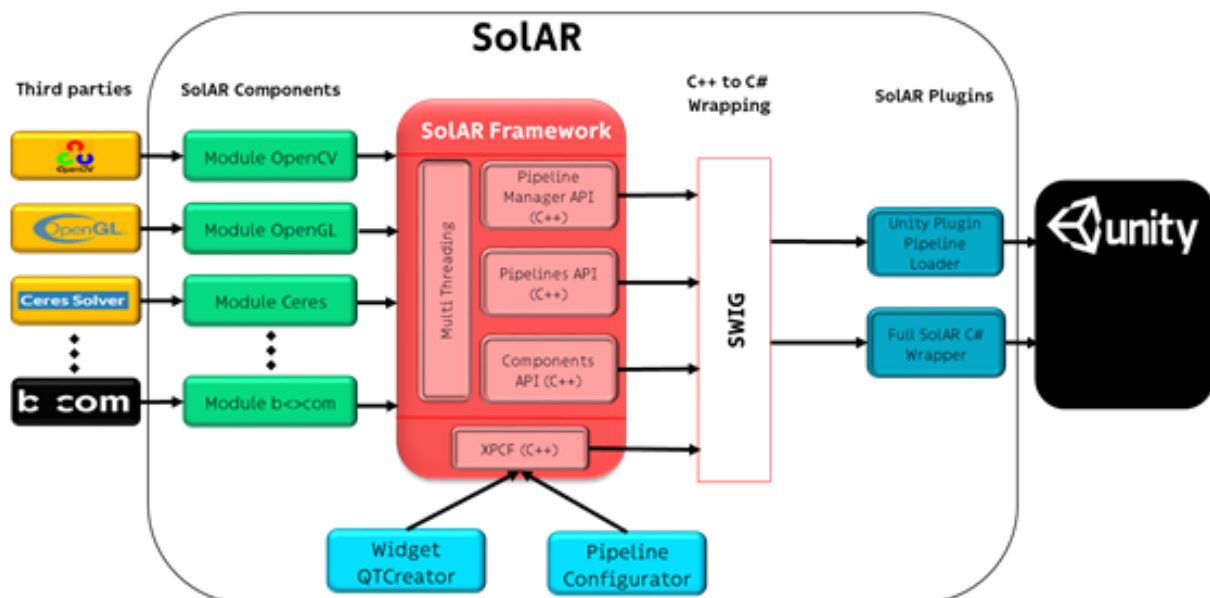 SolAR
Third parties
SolAR Components
C++ to C#
Wrapping
SolAR Plugins
OpenCV
Module OpenCV
OpenGL
Module OpenGL
Ceres Solver
Module Ceres
b com
Module b<>com
SolAR Framework
Multi Threading
Pipeline
Manager API
(C++)
Pipelines API
(C++)
Components
API (C++)
XPCF (C++)
SWIG
Unity Plugin
Pipeline
Loader
Full SolAR C#
Wrapper
unity
Widget
QTCreator
Pipeline
Configurator